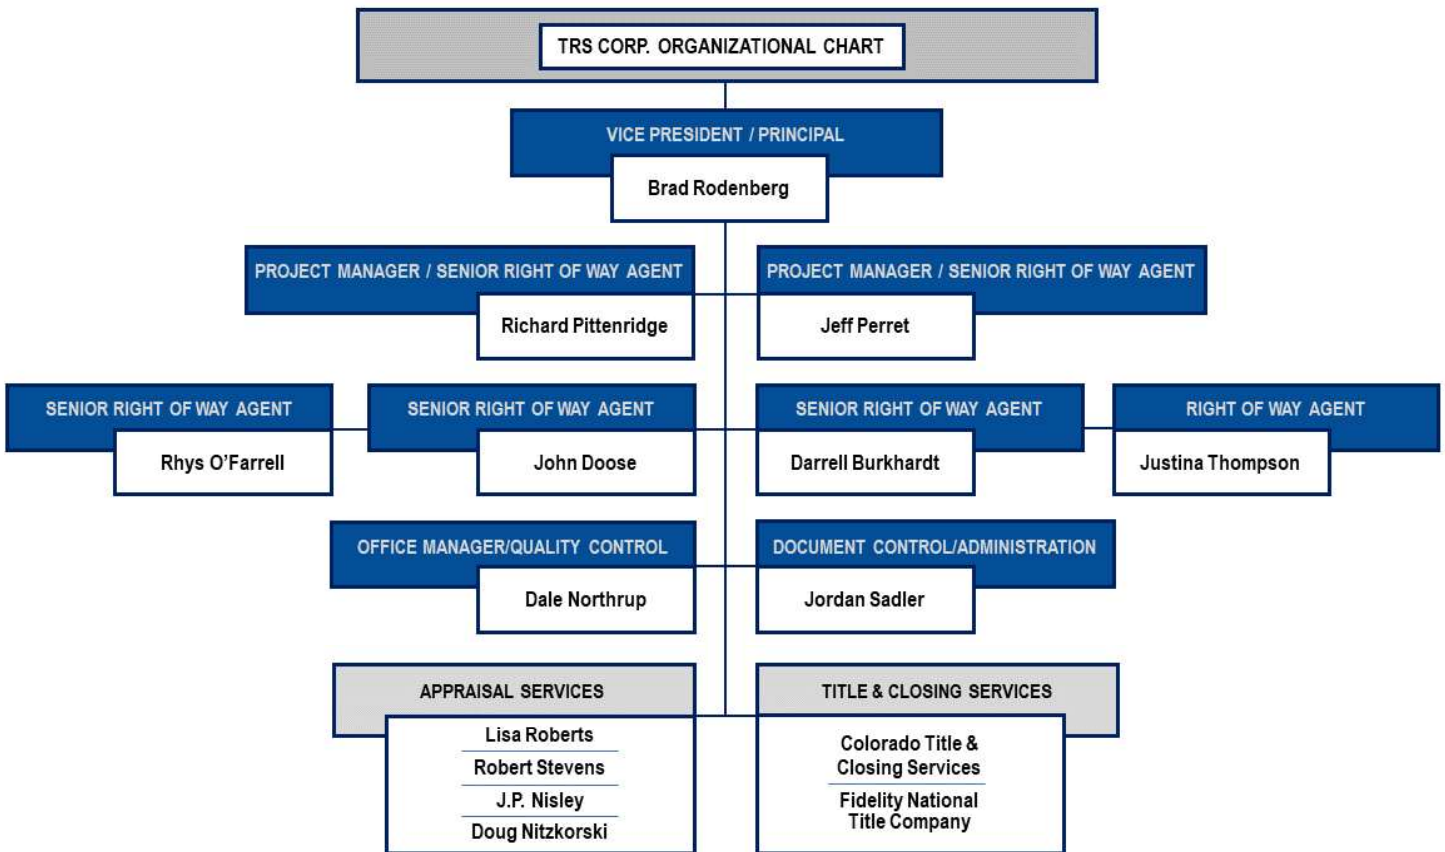 TRS CORP. ORGANIZATIONAL CHART
VICE PRESIDENT / PRINCIPAL
Brad Rodenberg
PROJECT MANAGER / SENIOR RIGHT OF WAY AGENT
Richard Pittenridge
PROJECT MANAGER / SENIOR RIGHT OF WAY AGENT
Jeff Perret
SENIOR RIGHT OF WAY AGENT
Rhys O'Farrell
SENIOR RIGHT OF WAY AGENT
John Doose
SENIOR RIGHT OF WAY AGENT
Darrell Burkhardt
RIGHT OF WAY AGENT
Justina Thompson
OFFICE MANAGER/QUALITY CONTROL
Dale Northrup
DOCUMENT CONTROL/ADMINISTRATION
Jordan Sadler
APPRAISAL SERVICES
Lisa Roberts
Robert Stevens
J.P. Nisley
Doug Nitzkorski
TITLE & CLOSING SERVICES
Colorado Title &
Closing Services
Fidelity National
Title Company